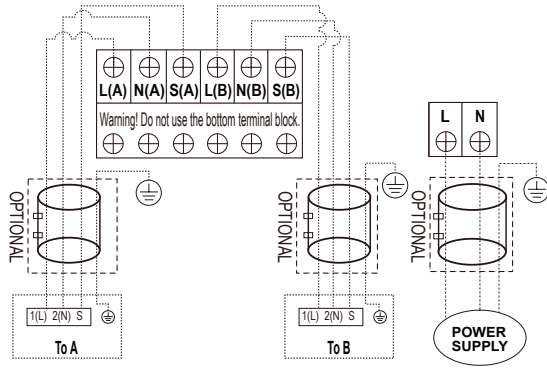 L(A) N(A) S(A) L(B) N(B) S(B)
Warning! Do not use the bottom terminal block.
L N
OPTIONAL
OPTIONAL
OPTIONAL
1(L) 2(N) S
To A
1(L) 2(N) S
To B
POWER
SUPPLY